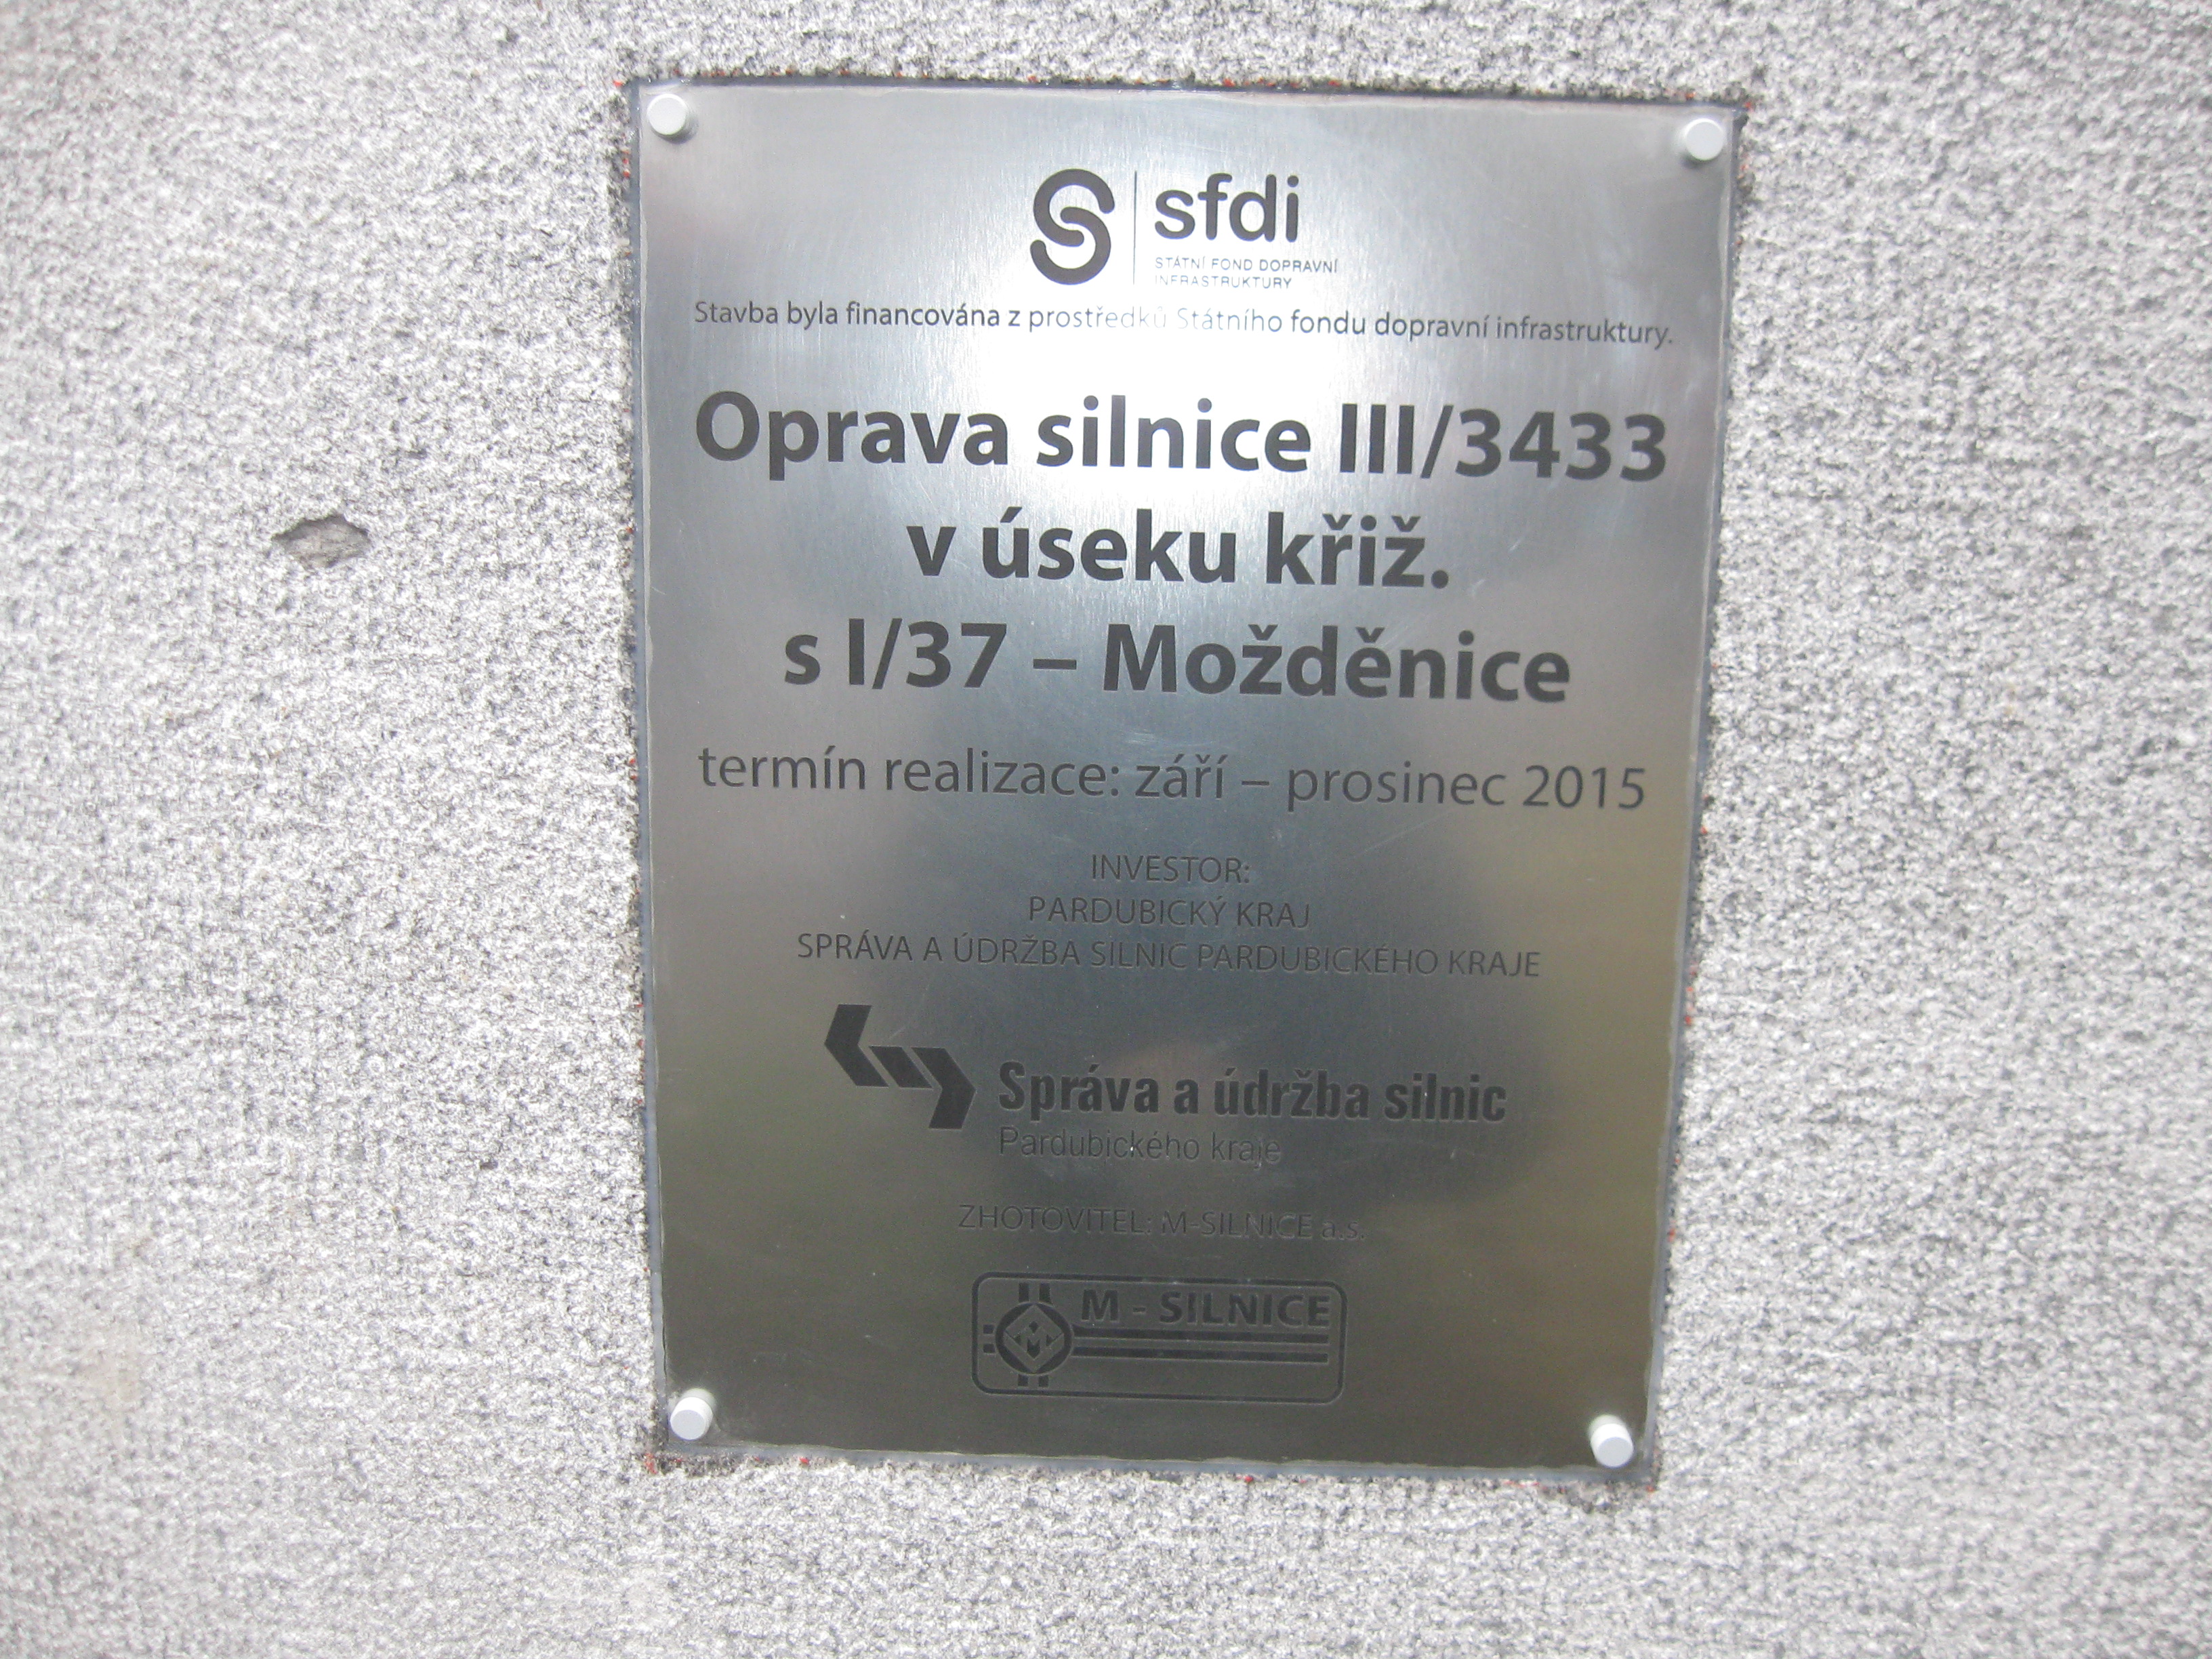 sfdi
STÁTNÍ FOND DOPRAVNÍ
INFRASTRUKTURY
Stavba byla financována z prostředků Státního fondu dopravní infrastruktury.
Oprava silnice III/3433
v úseku křiž.
s I/37 – Možděnice
termín realizace: září – prosinec 2015
INVESTOR:
PARDUBICKÝ KRAJ
SPRÁVA A ÚDRŽBA SILNIC PARDUBICKÉHO KRAJE
Správa a údržba silnic
Pardubického kraje
ZHOTOVITEL: M-SILNICE a.s.
M - SILNICE